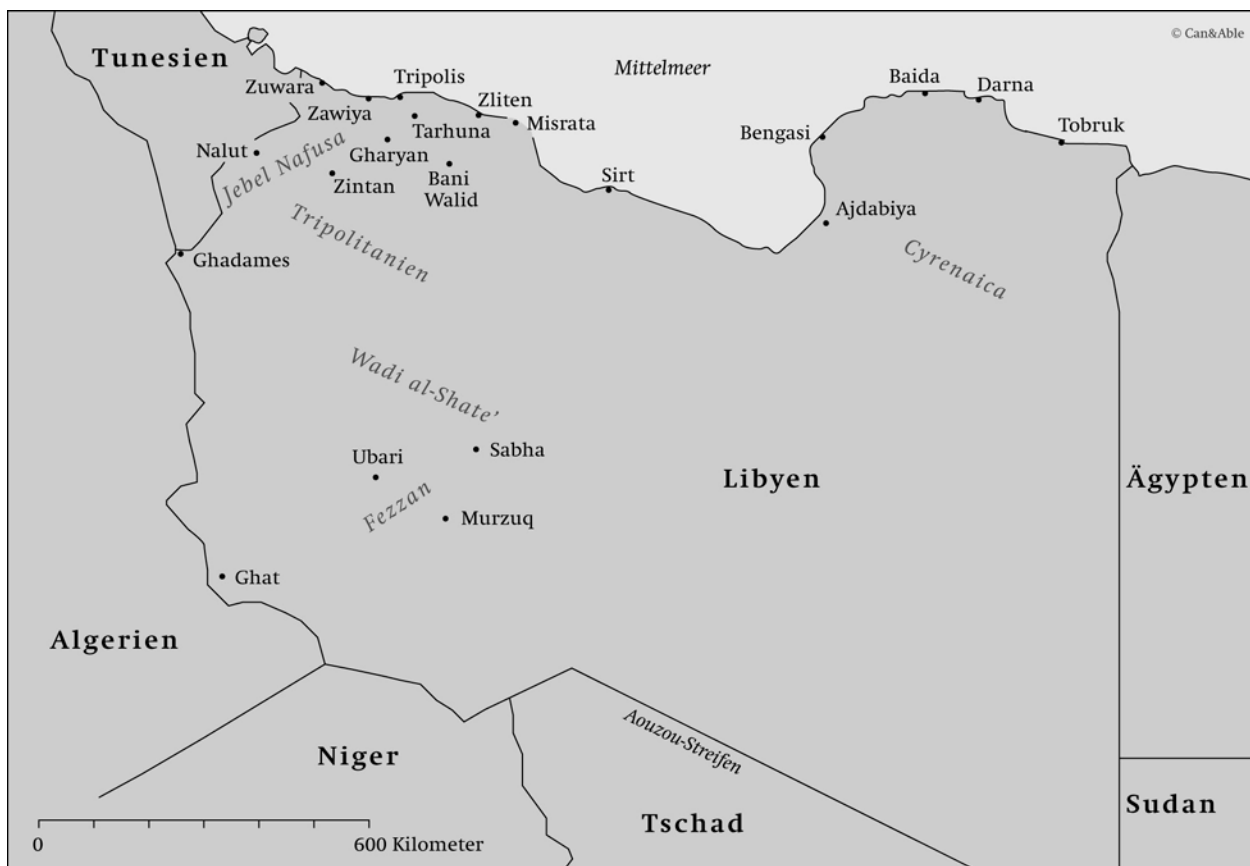 © Can&Able
Tunesien
Mittelmeer
Zuwara
Tripolis
Baida
Darna
Zawiya
Zliten
Tarhuna
Misrata
Bengasi
Tobruk
Nalut
Jebel Nafusa
Gharyan
Zintan
Bani
Walid
Sirt
Ajdabiya
Tripolitanien
Cyrenaica
Ghadames
Wadi al-Shate’
Ubari
Sabha
Libyen
Ägypten
Fezzan
Murzuq
Ghat
Algerien
Aouzou-Streifen
Niger
Tschad
Sudan
0
600 Kilometer